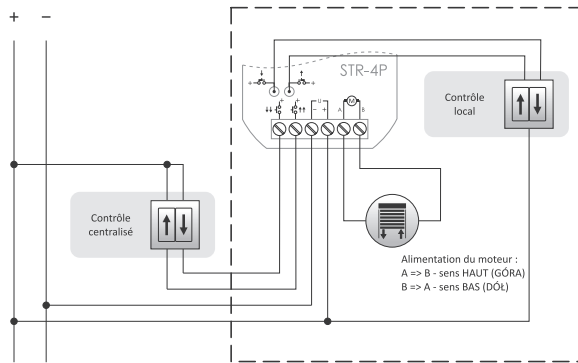 + −
STR-4P
+ +
+ +
U
− +
M
A B
Contrôle
local
Contrôle
centralisé
Alimentation du moteur :
A => B - sens HAUT (GÓRA)
B => A - sens BAS (DÓŁ)